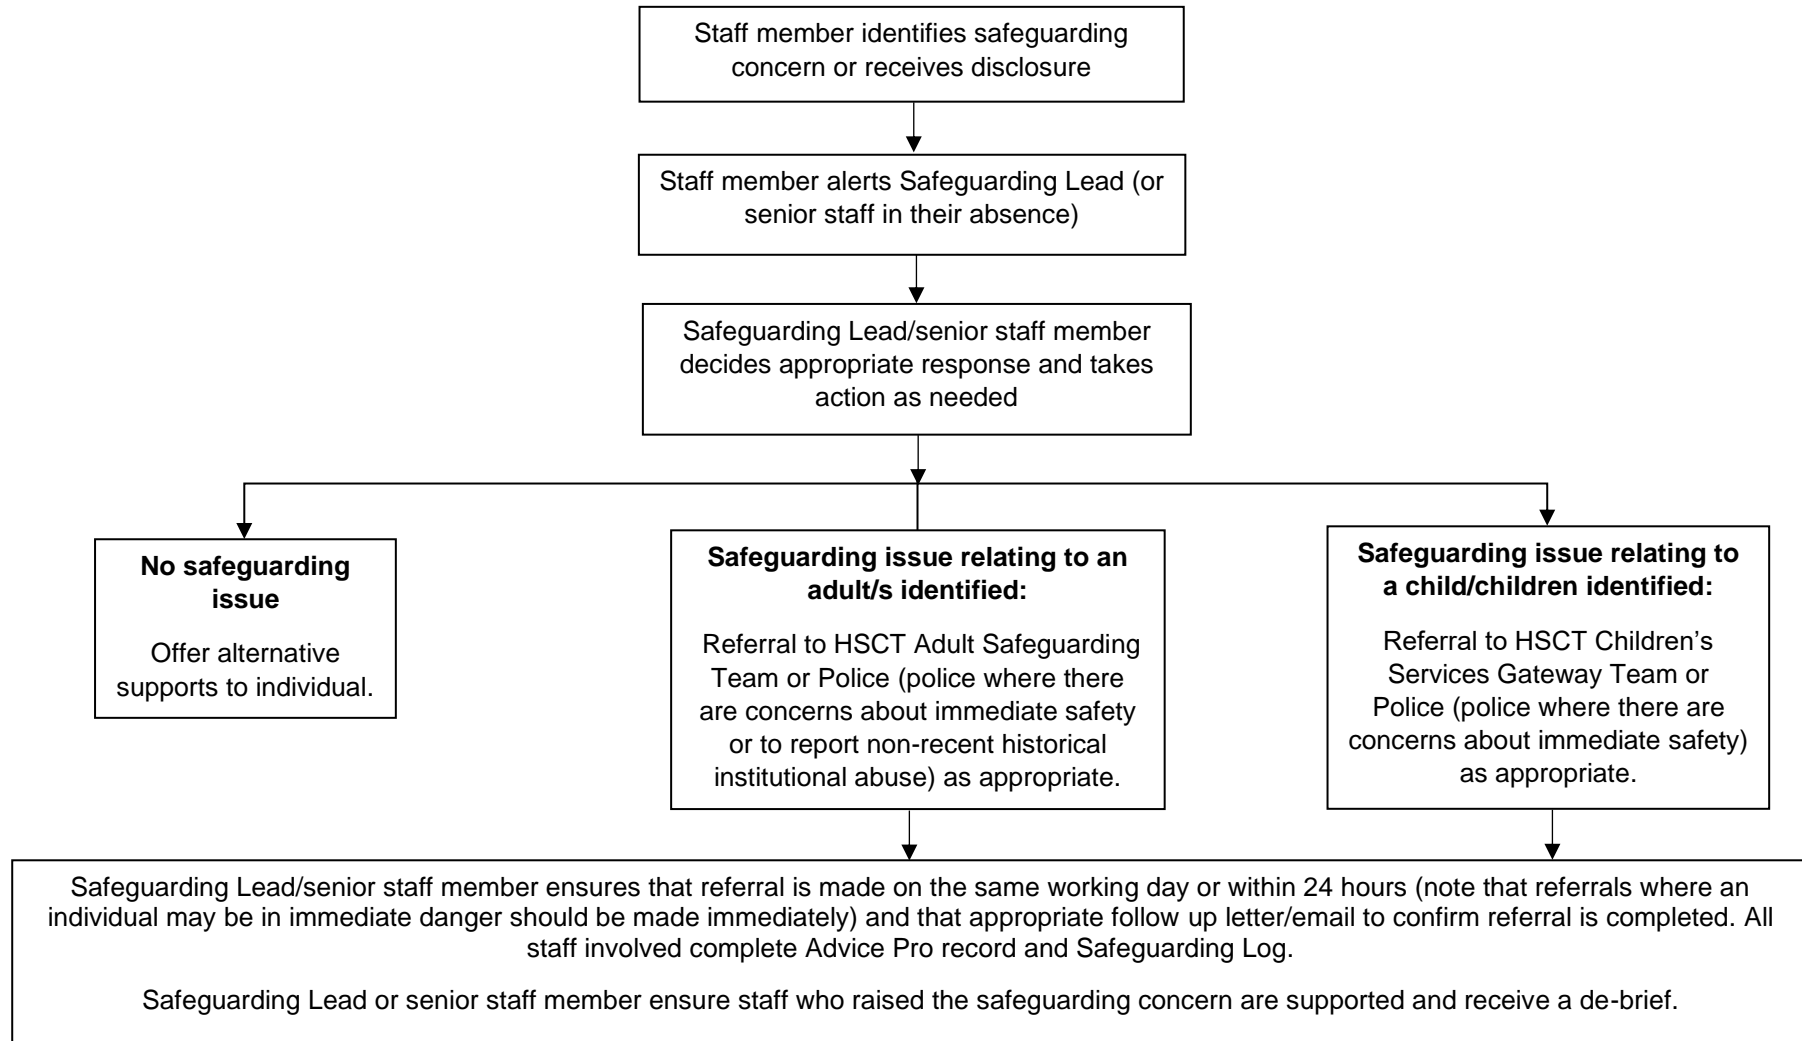 Staff member identifies safeguarding
concern or receives disclosure
Staff member alerts Safeguarding Lead (or
senior staff in their absence)
Safeguarding Lead/senior staff member
decides appropriate response and takes
action as needed
No safeguarding
issue
Offer alternative
supports to individual.
Safeguarding issue relating to an
adult/s identified:
Referral to HSCT Adult Safeguarding
Team or Police (police where there
are concerns about immediate safety
or to report non-recent historical
institutional abuse) as appropriate.
Safeguarding issue relating to
a child/children identified:
Referral to HSCT Children’s
Services Gateway Team or
Police (police where there are
concerns about immediate safety)
as appropriate.
Safeguarding Lead/senior staff member ensures that referral is made on the same working day or within 24 hours (note that referrals where an
individual may be in immediate danger should be made immediately) and that appropriate follow up letter/email to confirm referral is completed. All
staff involved complete Advice Pro record and Safeguarding Log.
Safeguarding Lead or senior staff member ensure staff who raised the safeguarding concern are supported and receive a de-brief.